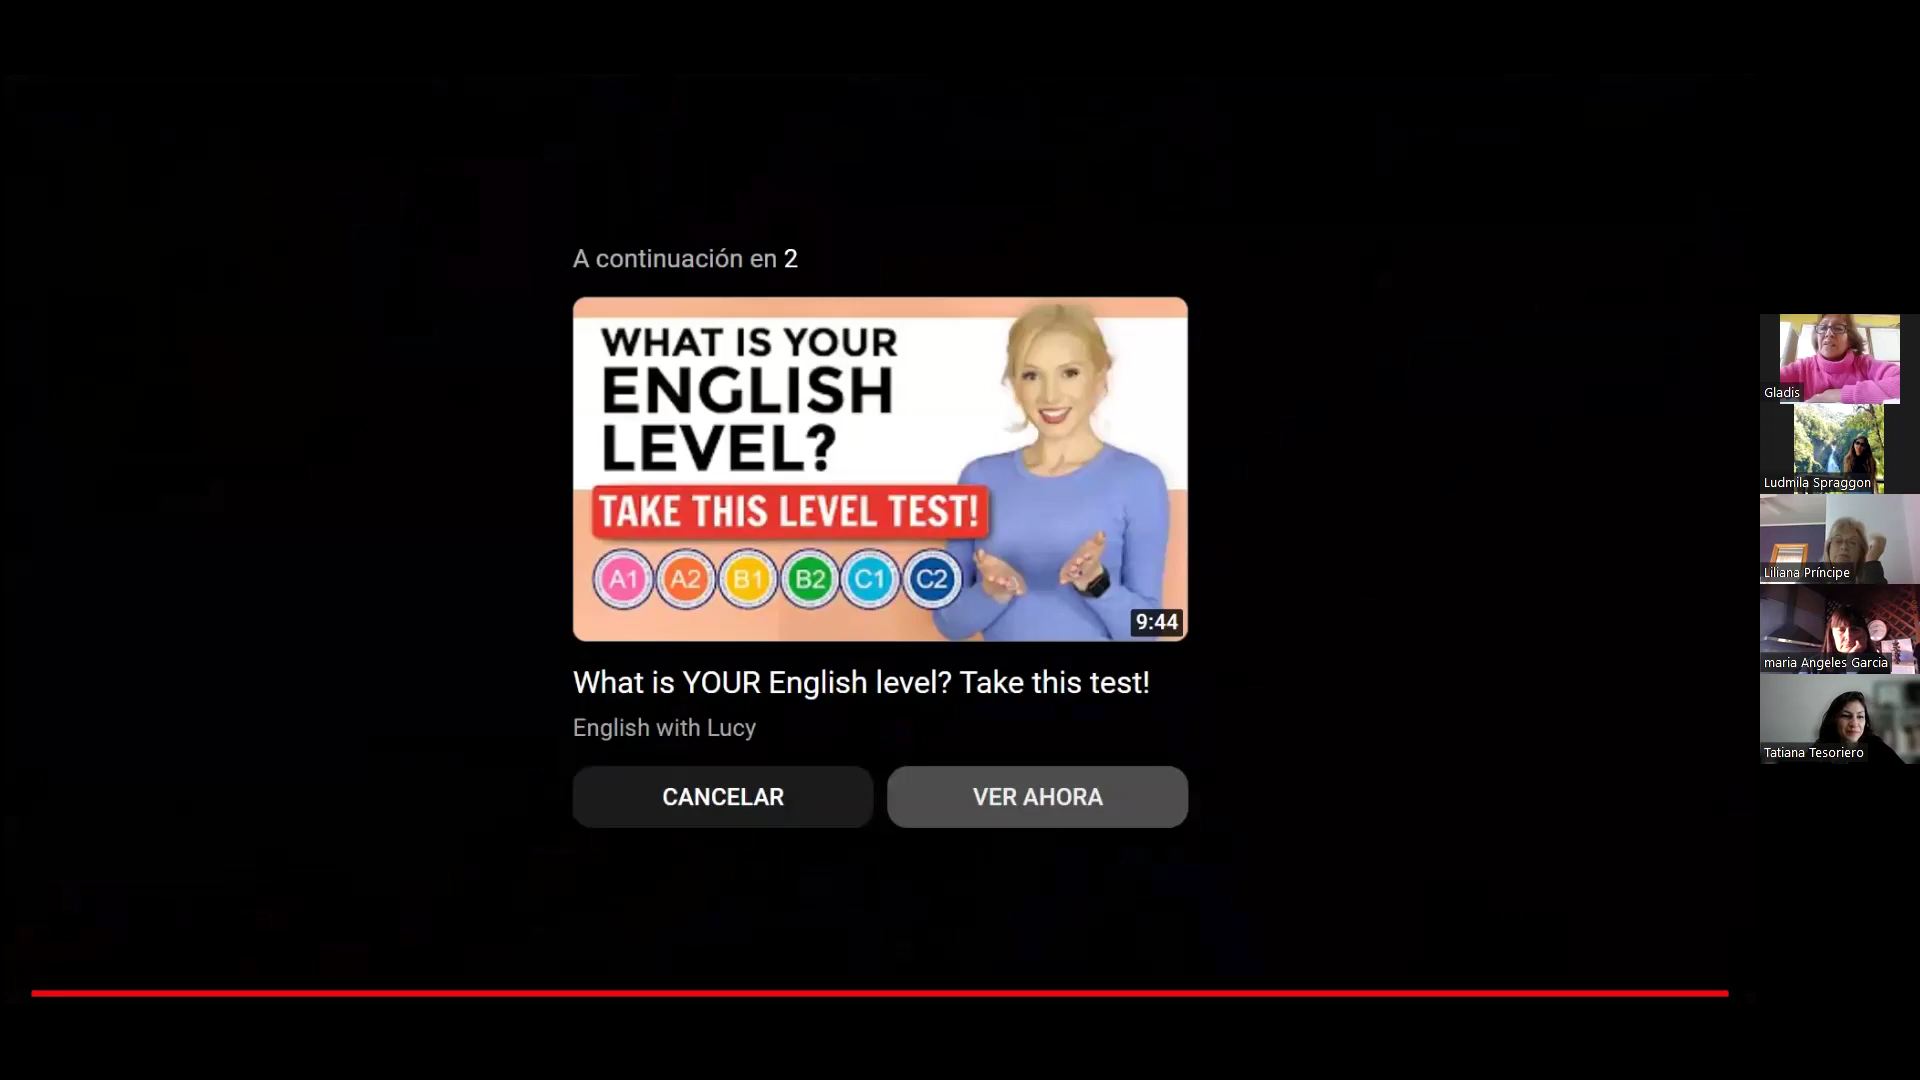 A continuación en 2
WHAT IS YOUR
ENGLISH
LEVEL?
TAKE THIS LEVEL TEST!
A1 A2 B1 B2 C1 C2
9:44
What is YOUR English level? Take this test!
English with Lucy
CANCELAR VER AHORA
Gladis
Ludmila Spraggon
Liliana Príncipe
maria Angeles Garcia
Tatiana Tesoriero